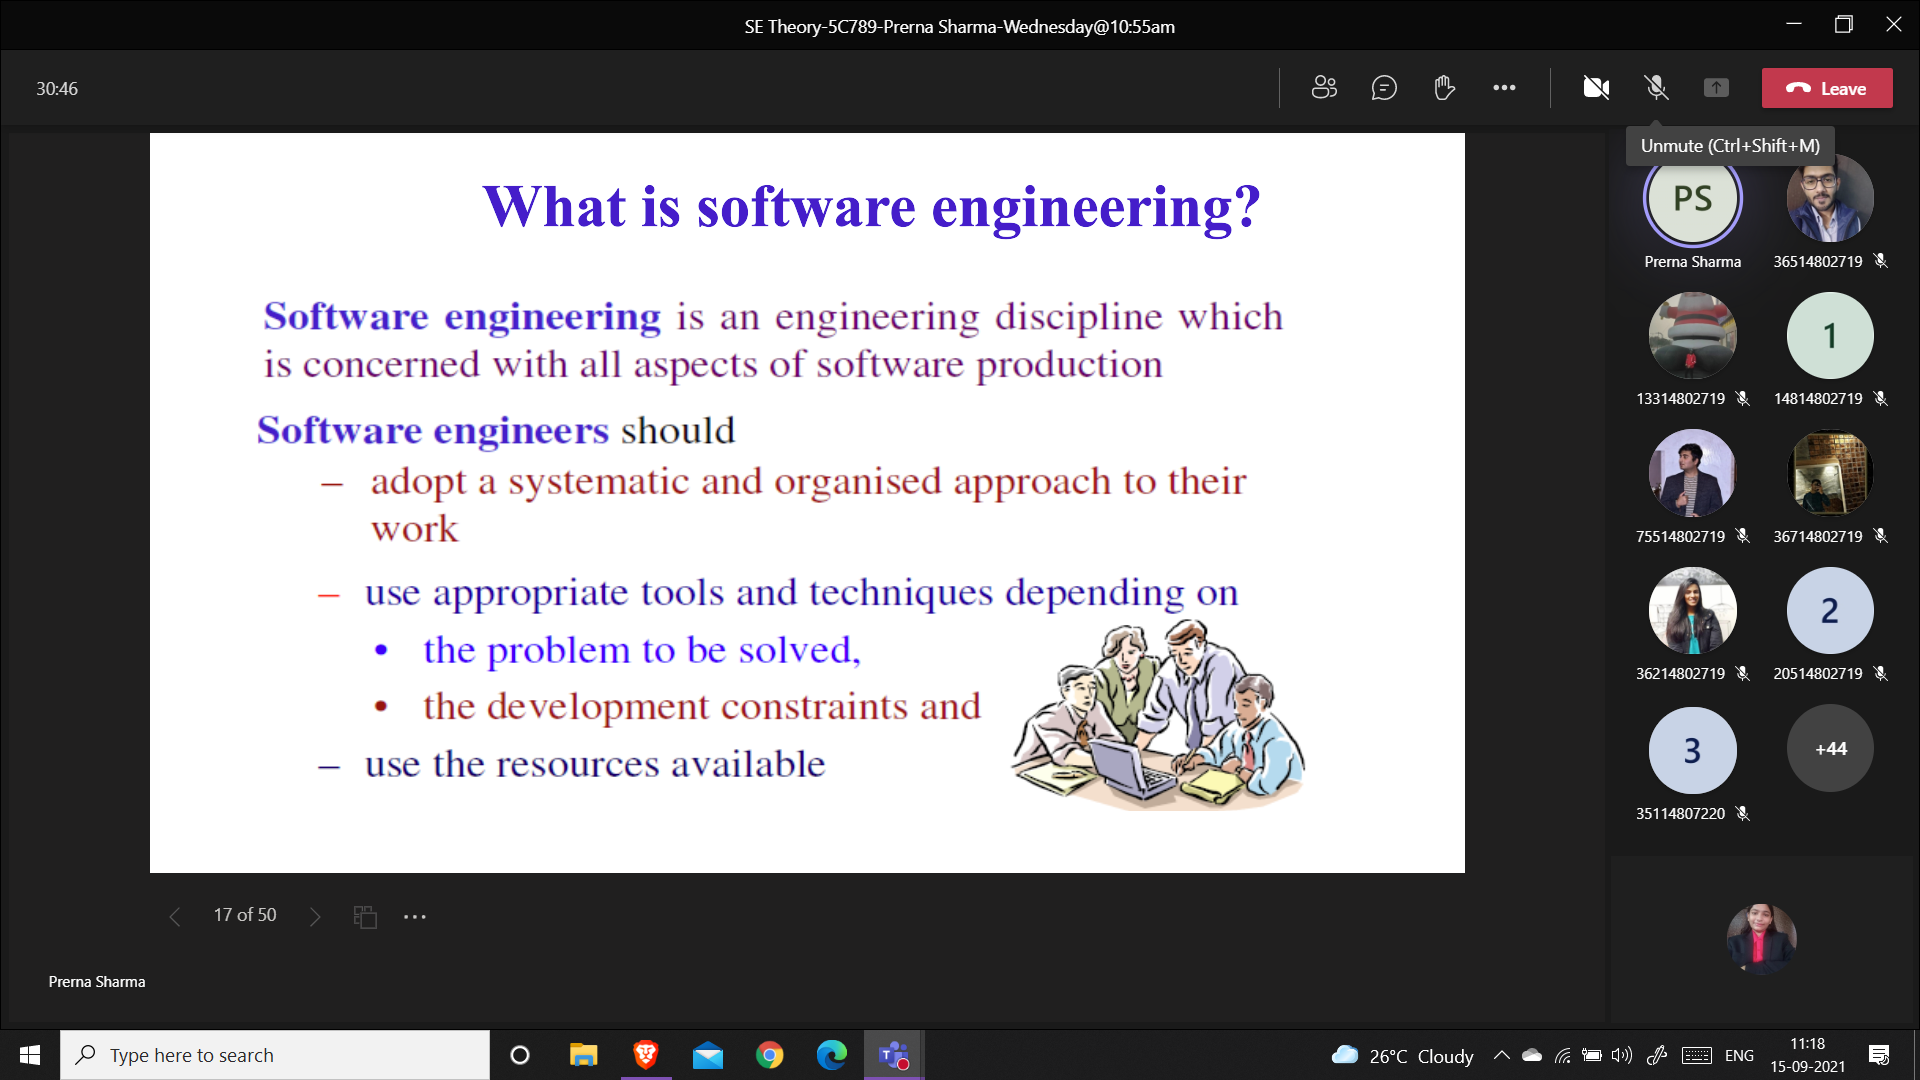 SE Theory-5C789-Prerna Sharma-Wednesday@10:55am
30:46
Leave
Unmute (Ctrl+Shift+M)
What is software engineering?
Software engineering is an engineering discipline which
is concerned with all aspects of software production
Software engineers should
– adopt a systematic and organised approach to their
work
– use appropriate tools and techniques depending on
• the problem to be solved,
• the development constraints and
– use the resources available
PS
Prerna Sharma
36514802719
1
13314802719
14814802719
75514802719
36714802719
2
36214802719
20514802719
3
+44
35114807220
17 of 50
Prerna Sharma
Type here to search
26°C Cloudy
ENG
11:18
15-09-2021